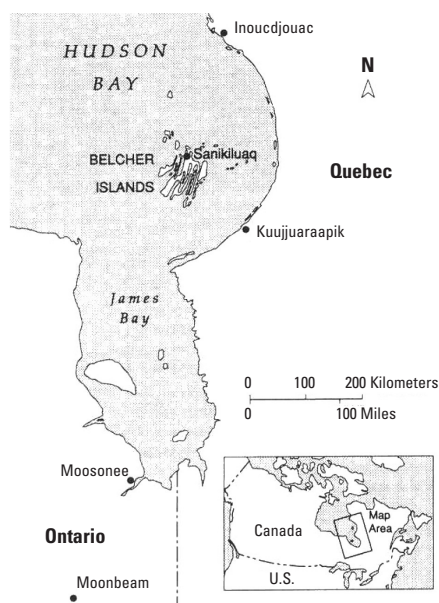 Inoucdjouac
HUDSON
BAY
N
BELCHER
ISLANDS
Sanikiluaq
Quebec
Kuujjuaraapik
James
Bay
0 100 200 Kilometers
0 100 Miles
Moosonee
Ontario
Moonbeam
Canada
Map
Area
U.S.